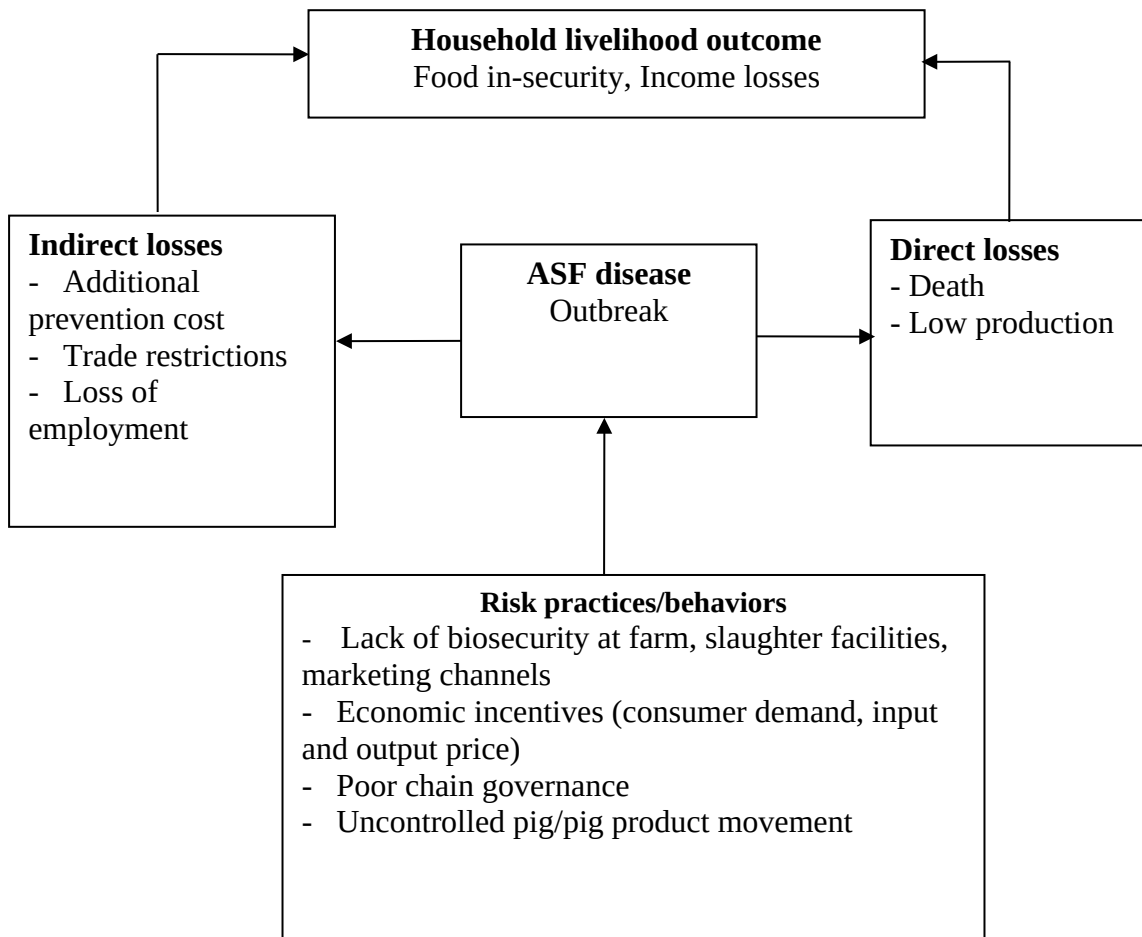 Household livelihood outcome
Food in-security, Income losses
Indirect losses
- Additional
prevention cost
- Trade restrictions
- Loss of
employment
ASF disease
Outbreak
Direct losses
- Death
- Low production
Risk practices/behaviors
- Lack of biosecurity at farm, slaughter facilities,
marketing channels
- Economic incentives (consumer demand, input
and output price)
- Poor chain governance
- Uncontrolled pig/pig product movement